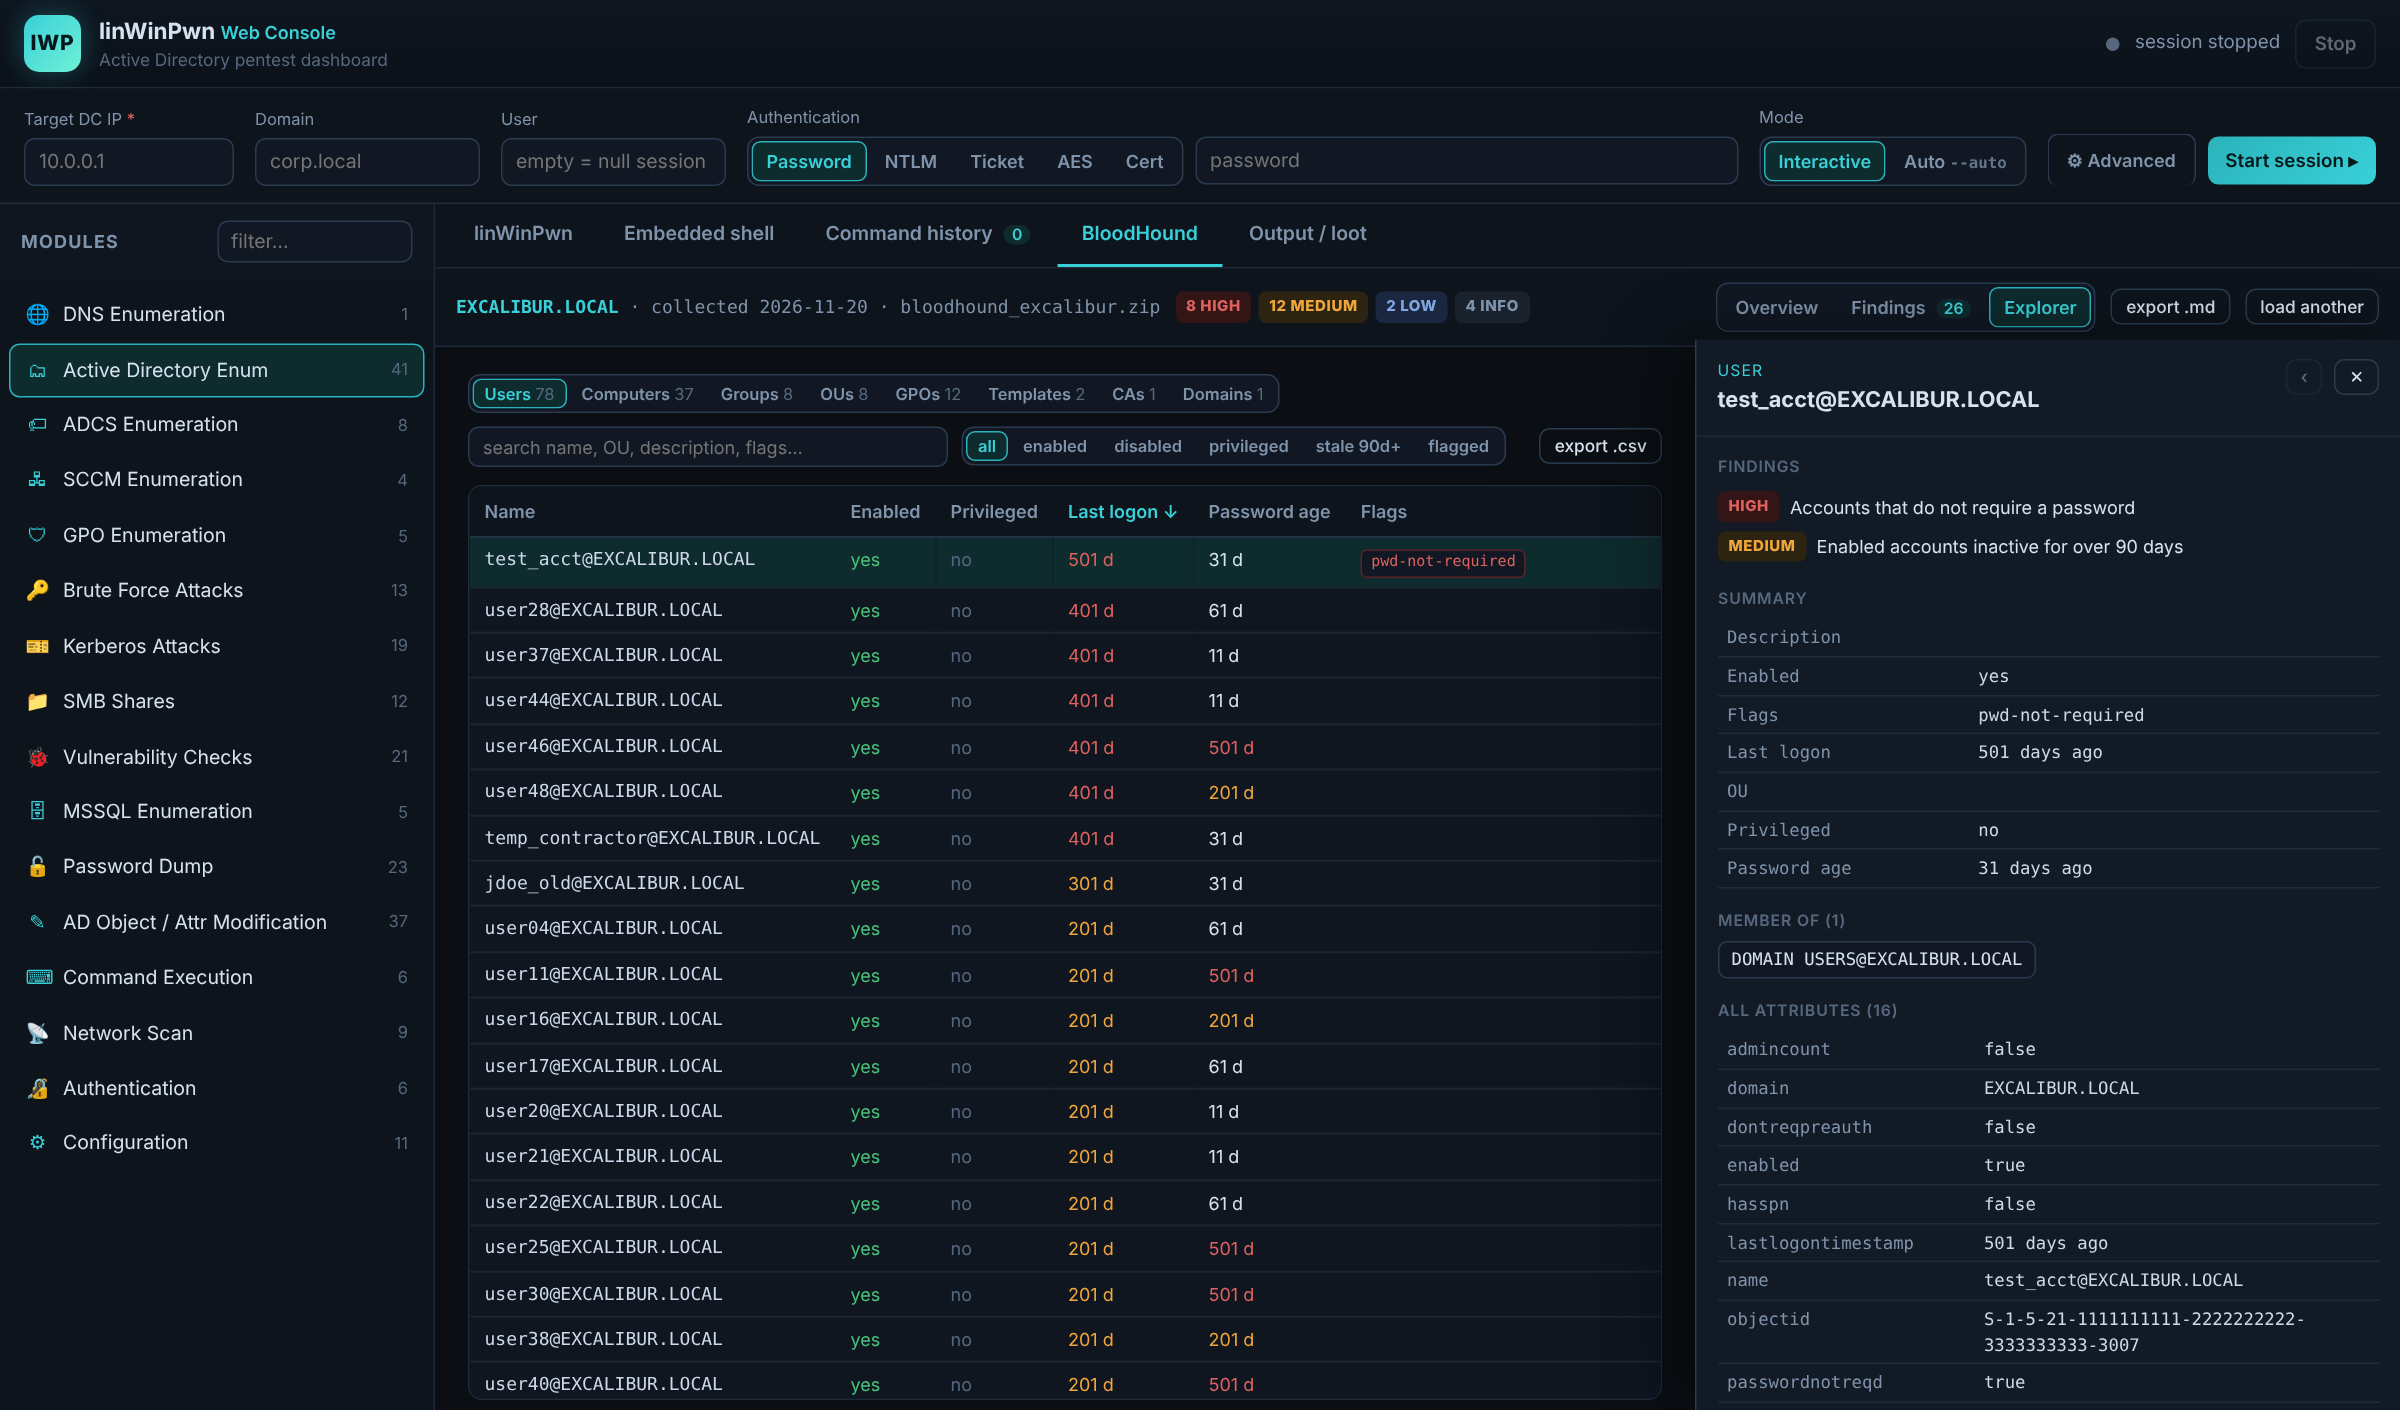 IWP
linWinPwn Web Console
Active Directory pentest dashboard
session stopped
Stop
Target DC IP *
Domain
User
Authentication
Mode
10.0.0.1
corp.local
empty = null session
Password NTLM Ticket AES Cert
password
Interactive Auto --auto
⚙ Advanced
Start session ▸
MODULES
filter...
DNS Enumeration 1
Active Directory Enum 41
ADCS Enumeration 8
SCCM Enumeration 4
GPO Enumeration 5
Brute Force Attacks 13
Kerberos Attacks 19
SMB Shares 12
Vulnerability Checks 21
MSSQL Enumeration 5
Password Dump 23
AD Object / Attr Modification 37
Command Execution 6
Network Scan 9
Authentication 6
Configuration 11
linWinPwn Embedded shell Command history 0 BloodHound Output / loot
EXCALIBUR.LOCAL · collected 2026-11-20 · bloodhound_excalibur.zip 8 HIGH 12 MEDIUM 2 LOW 4 INFO
Overview Findings 26 Explorer export .md load another
Users 78 Computers 37 Groups 8 OUs 8 GPOs 12 Templates 2 CAs 1 Domains 1
search name, OU, description, flags...
all enabled disabled privileged stale 90d+ flagged
export .csv
Name Enabled Privileged Last logon ↓ Password age Flags
test_acct@EXCALIBUR.LOCAL yes no 501 d 31 d pwd-not-required
user28@EXCALIBUR.LOCAL yes no 401 d 61 d
user37@EXCALIBUR.LOCAL yes no 401 d 11 d
user44@EXCALIBUR.LOCAL yes no 401 d 11 d
user46@EXCALIBUR.LOCAL yes no 401 d 501 d
user48@EXCALIBUR.LOCAL yes no 401 d 201 d
temp_contractor@EXCALIBUR.LOCAL yes no 401 d 31 d
jdoe_old@EXCALIBUR.LOCAL yes no 301 d 31 d
user04@EXCALIBUR.LOCAL yes no 201 d 61 d
user11@EXCALIBUR.LOCAL yes no 201 d 501 d
user16@EXCALIBUR.LOCAL yes no 201 d 201 d
user17@EXCALIBUR.LOCAL yes no 201 d 61 d
user20@EXCALIBUR.LOCAL yes no 201 d 11 d
user21@EXCALIBUR.LOCAL yes no 201 d 11 d
user22@EXCALIBUR.LOCAL yes no 201 d 61 d
user25@EXCALIBUR.LOCAL yes no 201 d 501 d
user30@EXCALIBUR.LOCAL yes no 201 d 501 d
user38@EXCALIBUR.LOCAL yes no 201 d 201 d
user40@EXCALIBUR.LOCAL yes no 201 d 501 d
USER
test_acct@EXCALIBUR.LOCAL
‹ ✕
FINDINGS
HIGH Accounts that do not require a password
MEDIUM Enabled accounts inactive for over 90 days
SUMMARY
Description
Enabled yes
Flags pwd-not-required
Last logon 501 days ago
OU
Privileged no
Password age 31 days ago
MEMBER OF (1)
DOMAIN USERS@EXCALIBUR.LOCAL
ALL ATTRIBUTES (16)
admincount false
domain EXCALIBUR.LOCAL
dontreqpreauth false
enabled true
hasspn false
lastlogontimestamp 501 days ago
name test_acct@EXCALIBUR.LOCAL
objectid S-1-5-21-1111111111-2222222222-
3333333333-3007
passwordnotreqd true